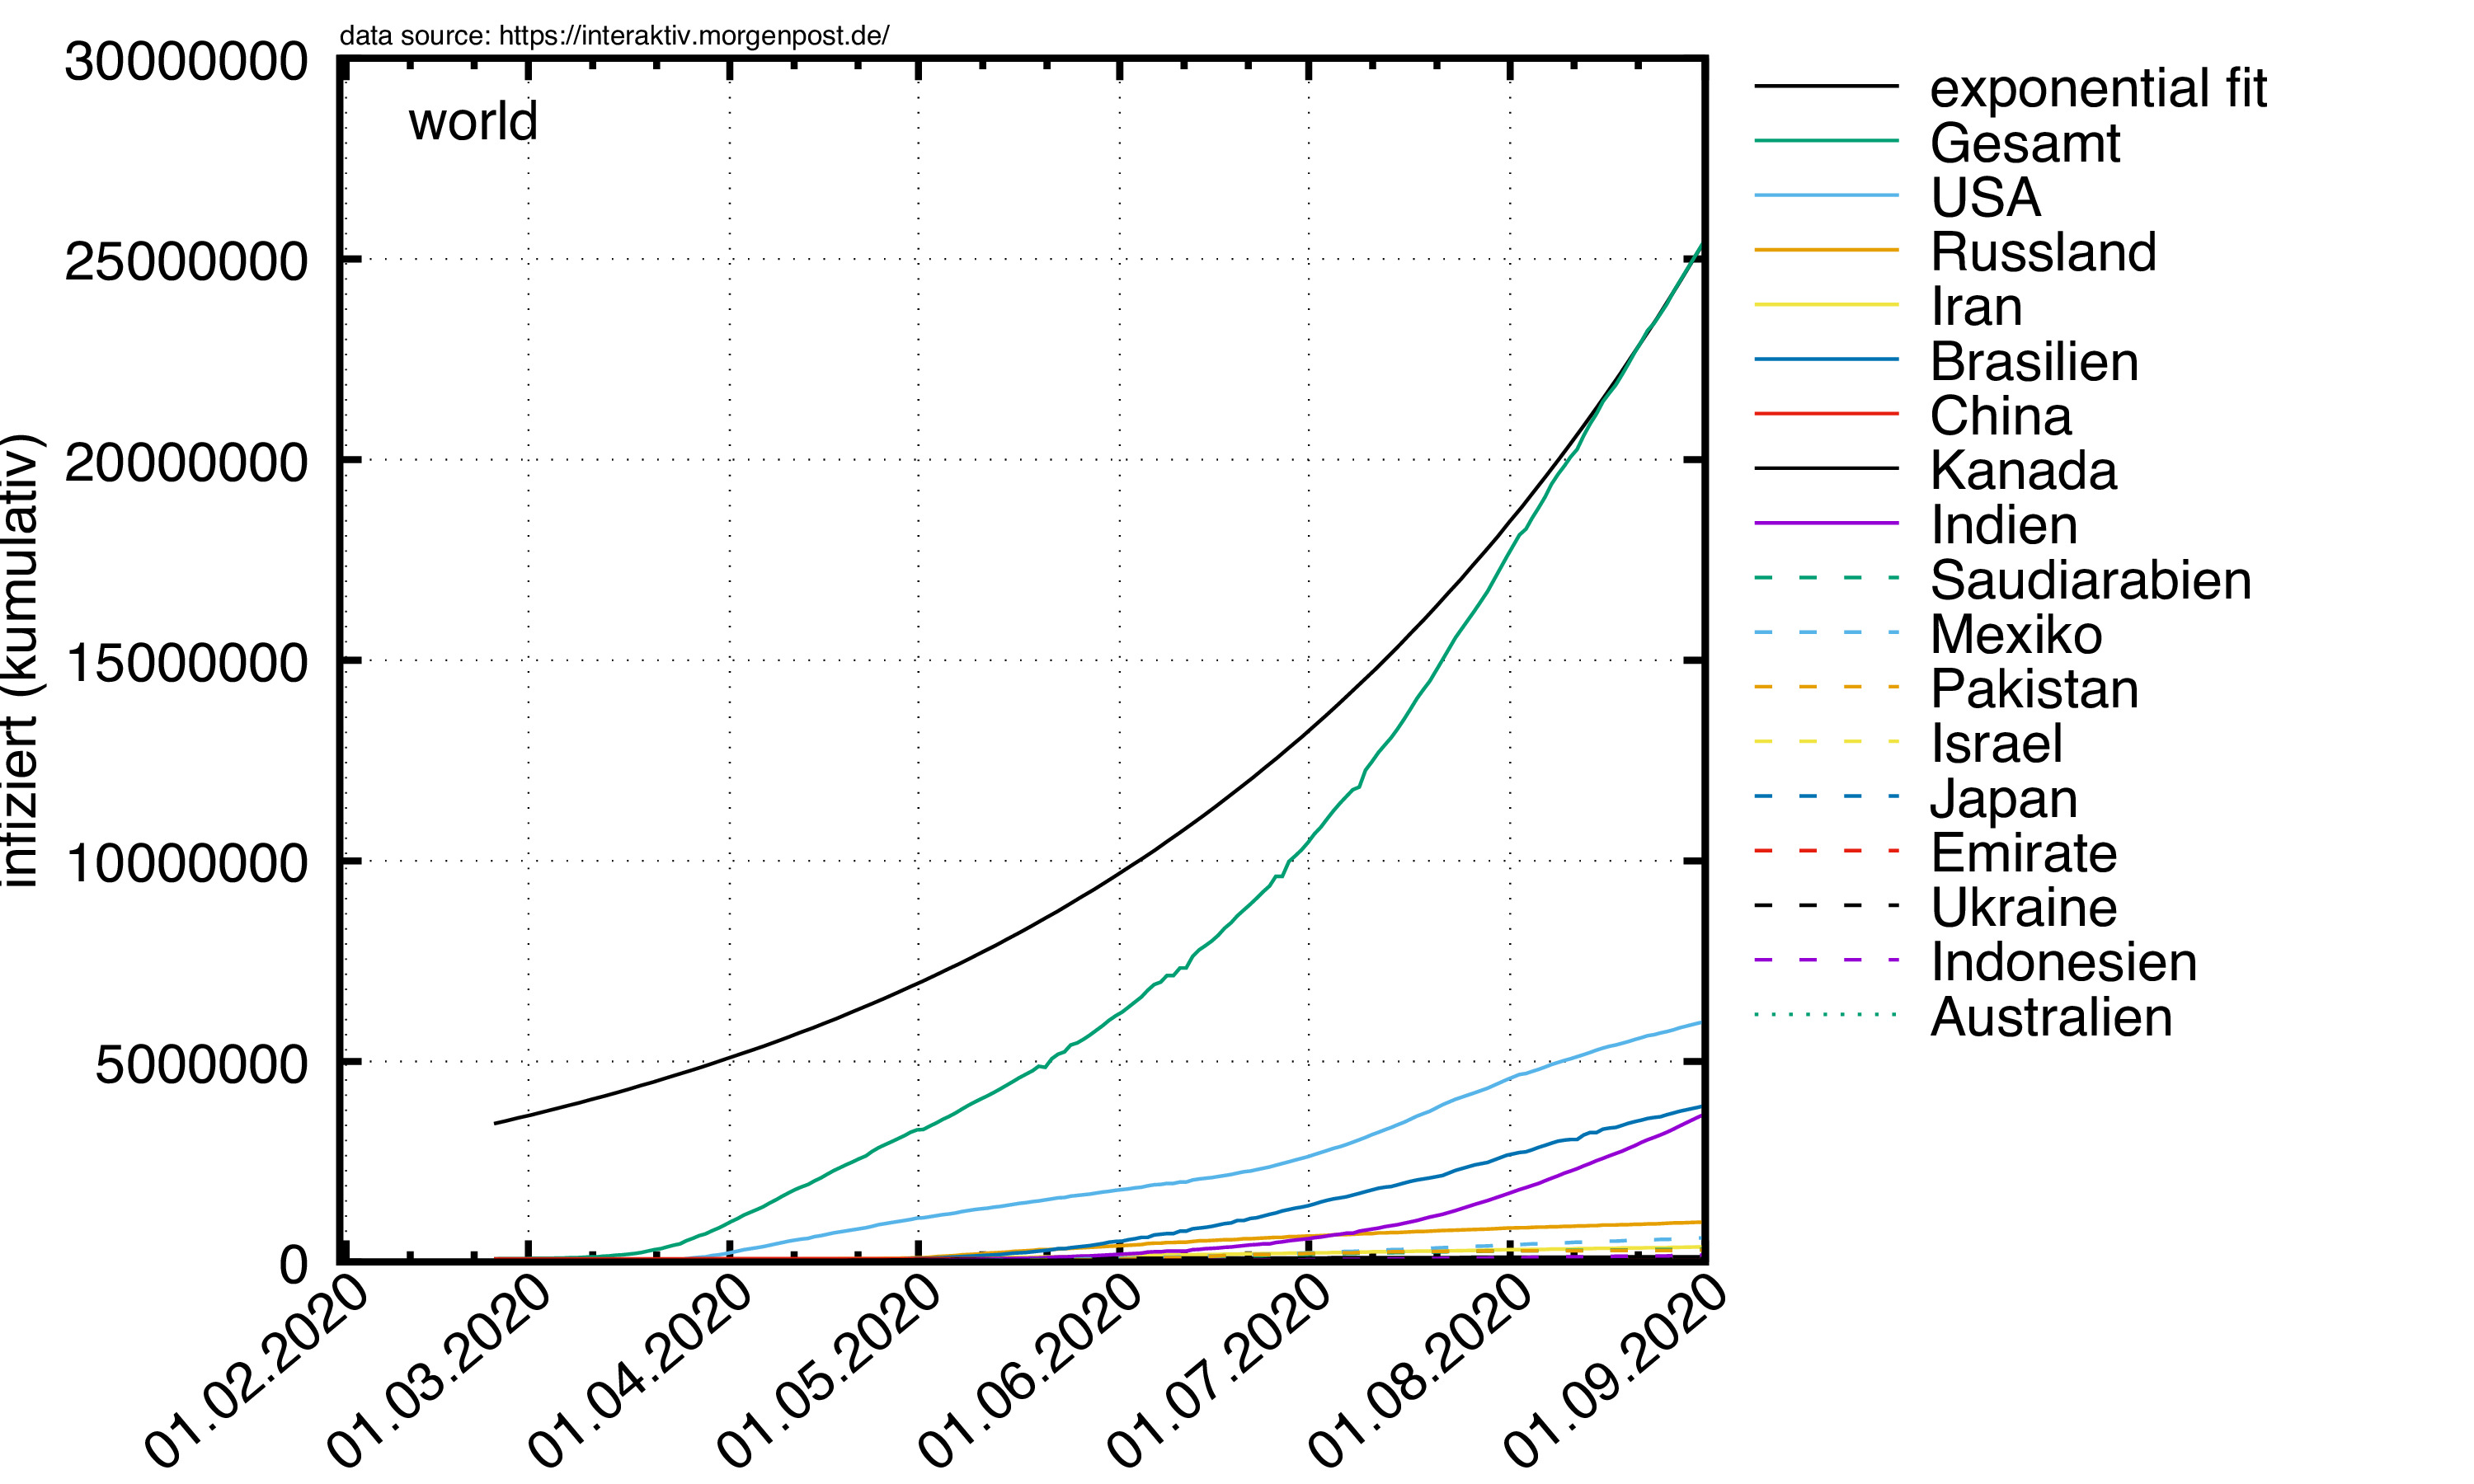 data source: https://interaktiv.morgenpost.de/
world
infiziert (kumulativ)
30000000
25000000
20000000
15000000
10000000
5000000
0
01.02.2020
01.03.2020
01.04.2020
01.05.2020
01.06.2020
01.07.2020
01.08.2020
01.09.2020
exponential fit
Gesamt
USA
Russland
Iran
Brasilien
China
Kanada
Indien
Saudiarabien
Mexiko
Pakistan
Israel
Japan
Emirate
Ukraine
Indonesien
Australien